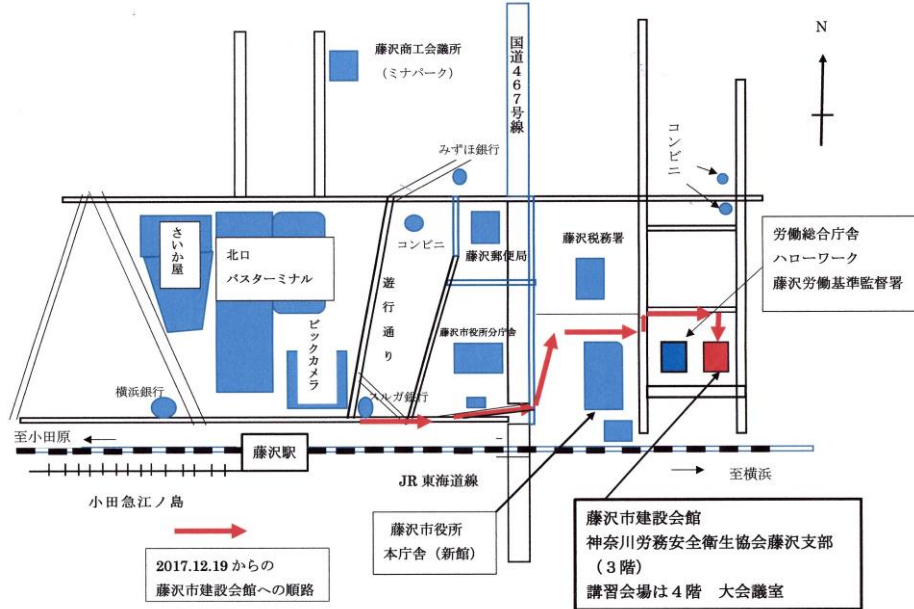 藤沢商工会議所
(ミナパーク)
国道467号線
N
みずほ銀行
コンビニ
さいか屋
北口
バスターミナル
コンビニ
遊行通り
藤沢郵便局
藤沢税務署
労働総合庁舎
ハローワーク
藤沢労働基準監督署
ビックカメラ
藤沢市役所分庁舎
横浜銀行
スルガ銀行
至小田原
藤沢駅
JR東海道線
至横浜
小田急江ノ島
藤沢市役所
本庁舎(新館)
藤沢市建設会館
神奈川労務安全衛生協会藤沢支部
(3階)
講習会場は4階 大会議室
2017.12.19からの
藤沢市建設会館への順路